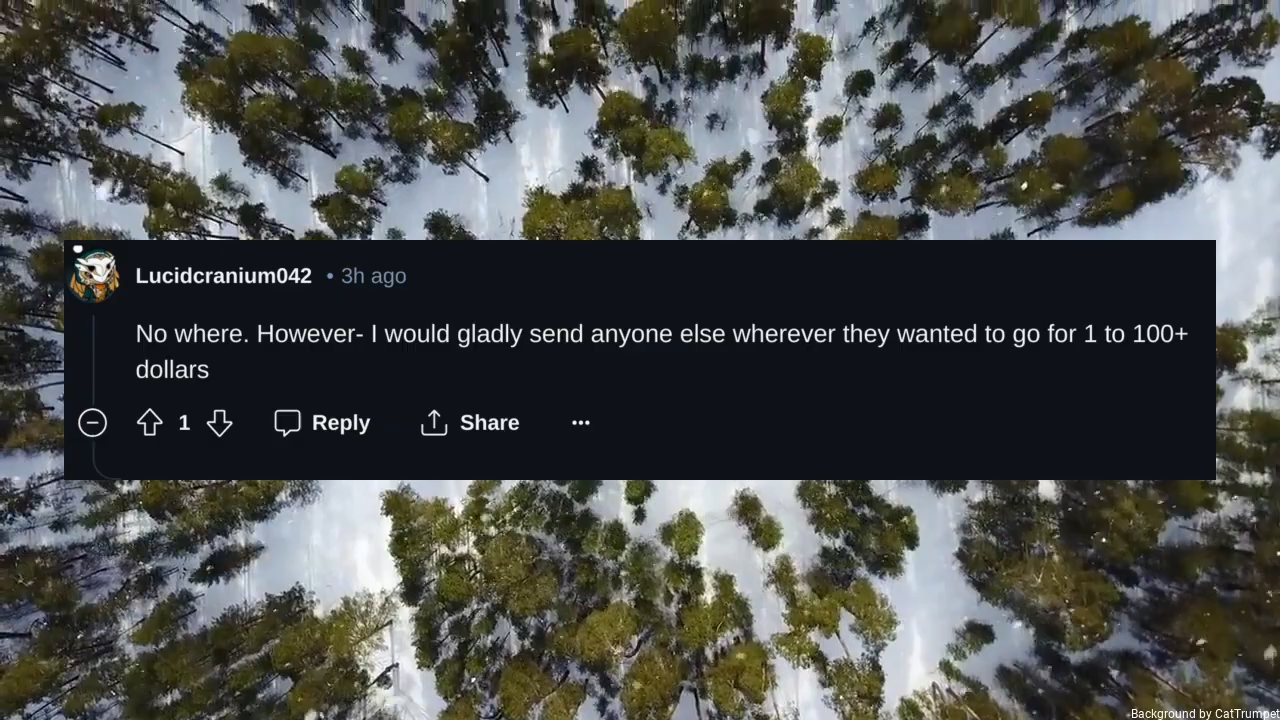 Lucidcranium042 • 3h ago
No where. However- I would gladly send anyone else wherever they wanted to go for 1 to 100+
dollars
1 Reply Share ...
Background by CatTrumpet